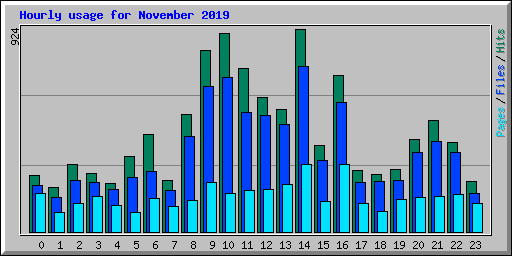 Hourly usage for November 2019
924
Pages / Files / Hits
0 1 2 3 4 5 6 7 8 9 10 11 12 13 14 15 16 17 18 19 20 21 22 23